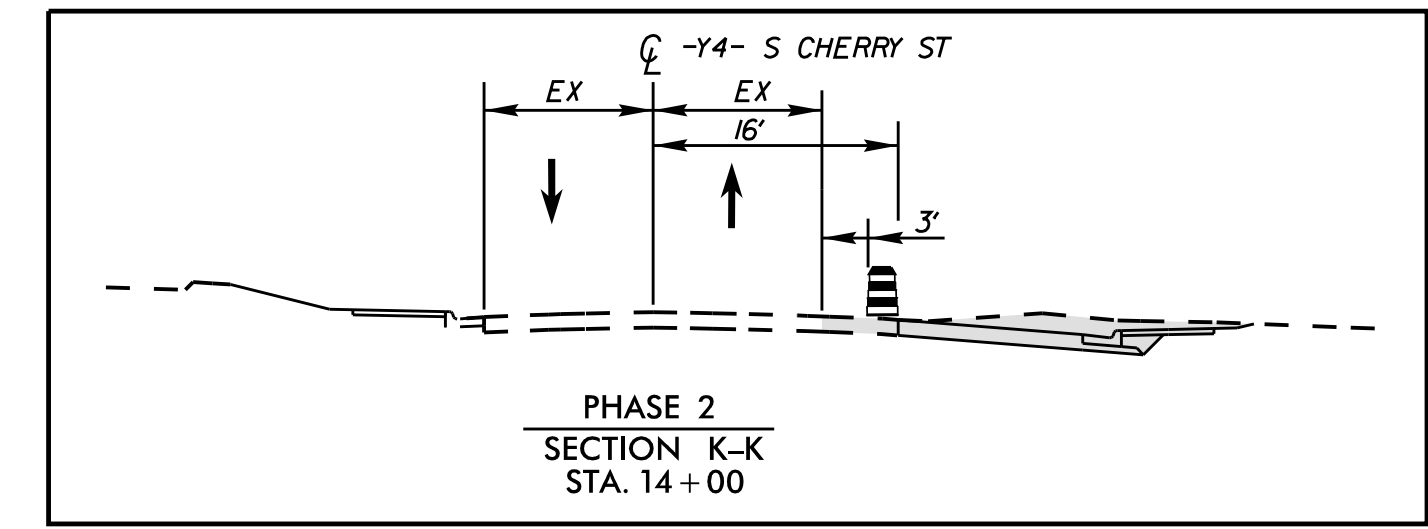 ℄ -Y4- S CHERRY ST
EX EX
16'
3'
PHASE 2
SECTION K–K
STA. 14+00